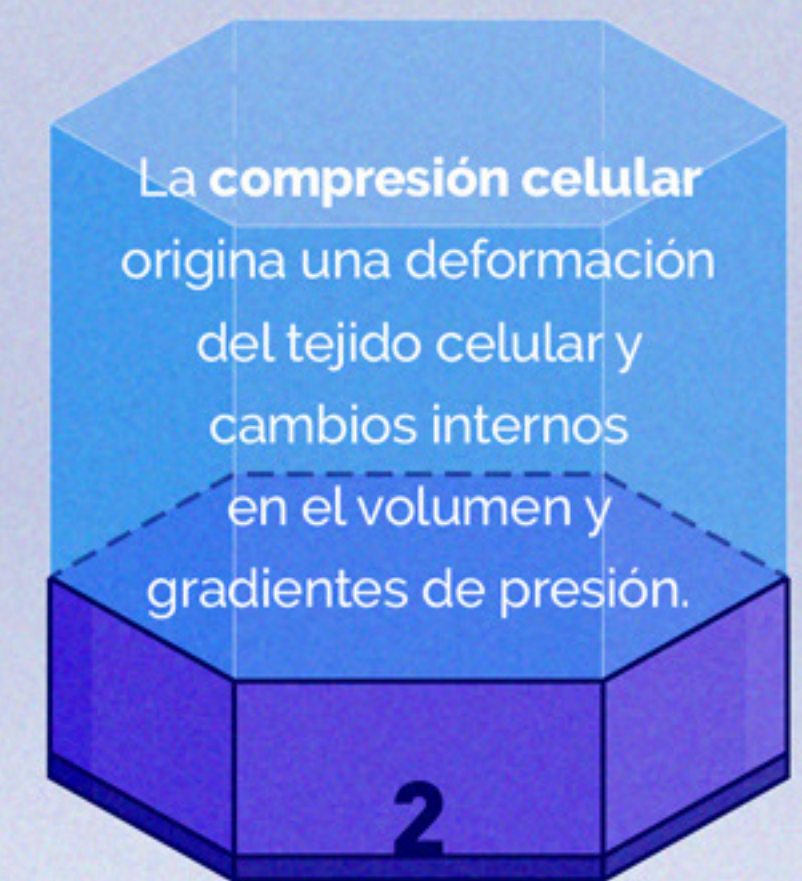 La compresión celular
origina una deformación
del tejido celular y
cambios internos
en el volumen y
gradientes de presión.
2